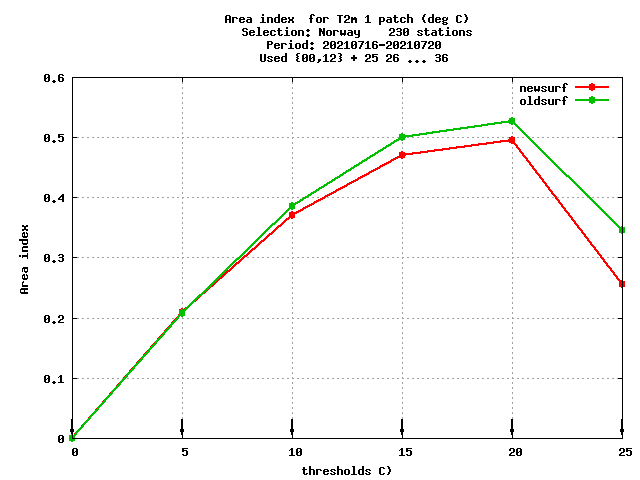 Area index  for T2m 1 patch (deg C)
Selection: Norway    230 stations
Period: 20210716-20210720
Used {00,12} + 25 26 ... 36
newsurf
oldsurf
0.6
0.5
0.4
0.3
0.2
0.1
0
Area index
0 5 10 15 20 25
thresholds C)